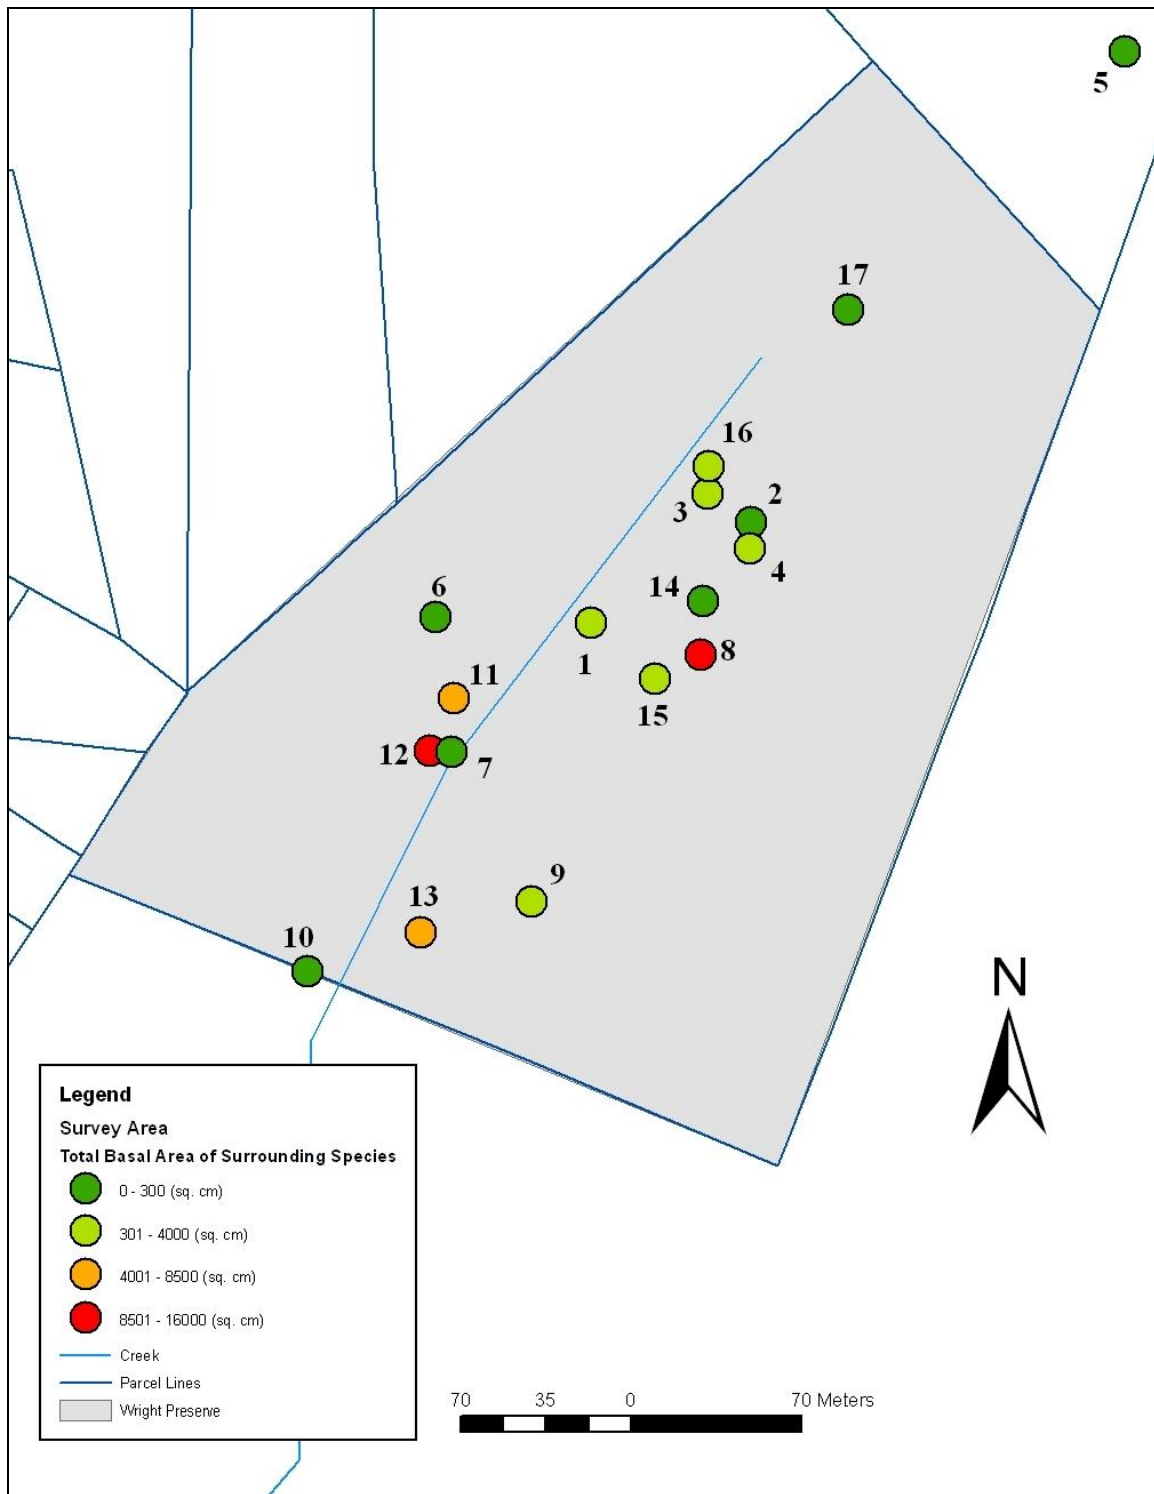 5
17
16
2
3
4
14
6
8
1
11
15
12
7
9
13
10
N
Legend
Survey Area
Total Basal Area of Surrounding Species
0 - 300 (sq. cm)
301 - 4000 (sq. cm)
4001 - 8500 (sq. cm)
8501 - 16000 (sq. cm)
Creek
Parcel Lines
Wright Preserve
70 35 0 70 Meters